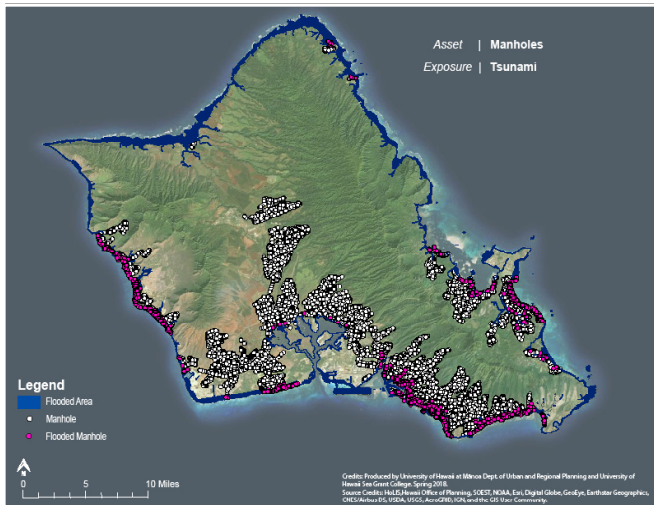 Asset | Manholes
Exposure | Tsunami
Legend
Flooded Area
Manhole
Flooded Manhole
N
0 5 10 Miles
Credits: Produced by University of Hawaii at Mānoa Dept. of Urban and Regional Planning and University of
Hawaii Sea Grant College. Spring 2018.
Source Credits: HoLIS,Hawaii Office of Planning, SOEST, NOAA, Esri, Digital Globe, GeoEye, Earthstar Geographics,
CNES/Airbus DS, USDA, USGS, AeroGRID, IGN, and the GIS User Community.